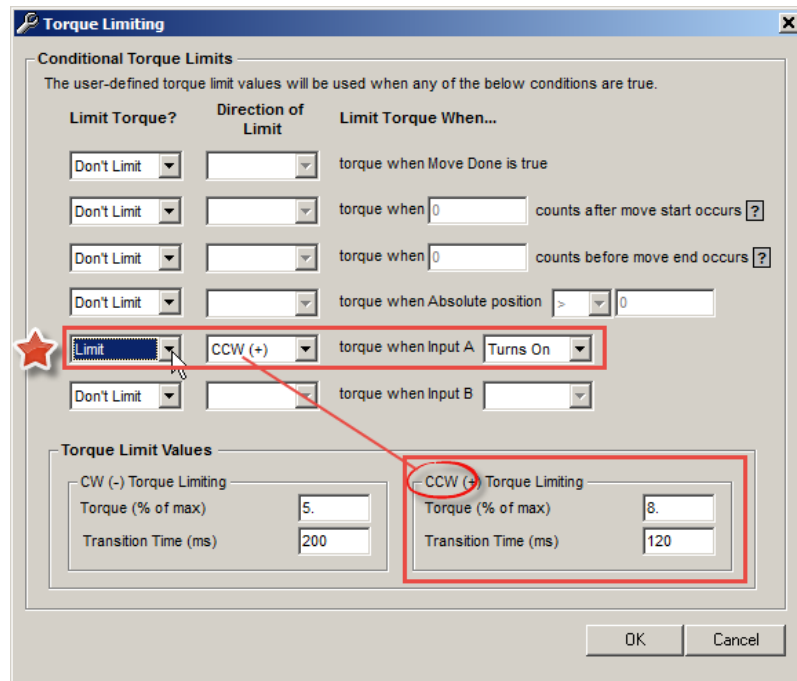 Torque Limiting
Conditional Torque Limits
The user-defined torque limit values will be used when any of the below conditions are true.
Limit Torque? Direction of Limit Limit Torque When...
Don't Limit torque when Move Done is true
Don't Limit torque when 0 counts after move start occurs ?
Don't Limit torque when 0 counts before move end occurs ?
Don't Limit torque when Absolute position > 0
Limit CCW (+) torque when Input A Turns On
Don't Limit torque when Input B
Torque Limit Values
CW (-) Torque Limiting
Torque (% of max) 5.
Transition Time (ms) 200
CCW (+) Torque Limiting
Torque (% of max) 8.
Transition Time (ms) 120
OK Cancel